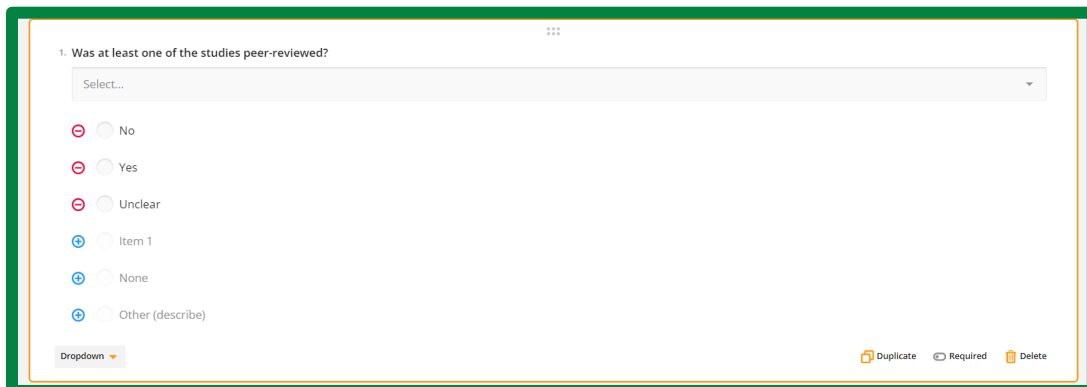 1. Was at least one of the studies peer-reviewed?
Select...
No
Yes
Unclear
Item 1
None
Other (describe)
Dropdown Duplicate Required Delete